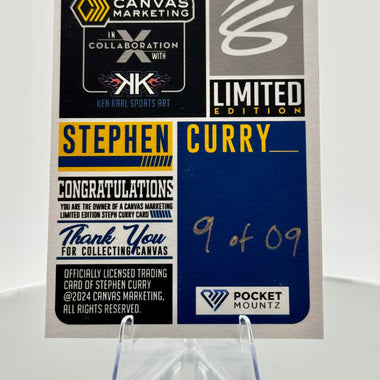 CANVAS
MARKETING
IN
X
COLLABORATION
WITH
KK
KEN KARL SPORTS ART
LIMITED
EDITION
STEPHEN CURRY__
CONGRATULATIONS
YOU ARE THE OWNER OF A CANVAS MARKETING
LIMITED EDITION STEPH CURRY CARD
Thank You
FOR COLLECTING CANVAS
9 of 09
OFFICIALLY LICENSED TRADING
CARD OF STEPHEN CURRY
@2024 CANVAS MARKETING,
ALL RIGHTS RESERVED.
POCKET
MOUNTZ